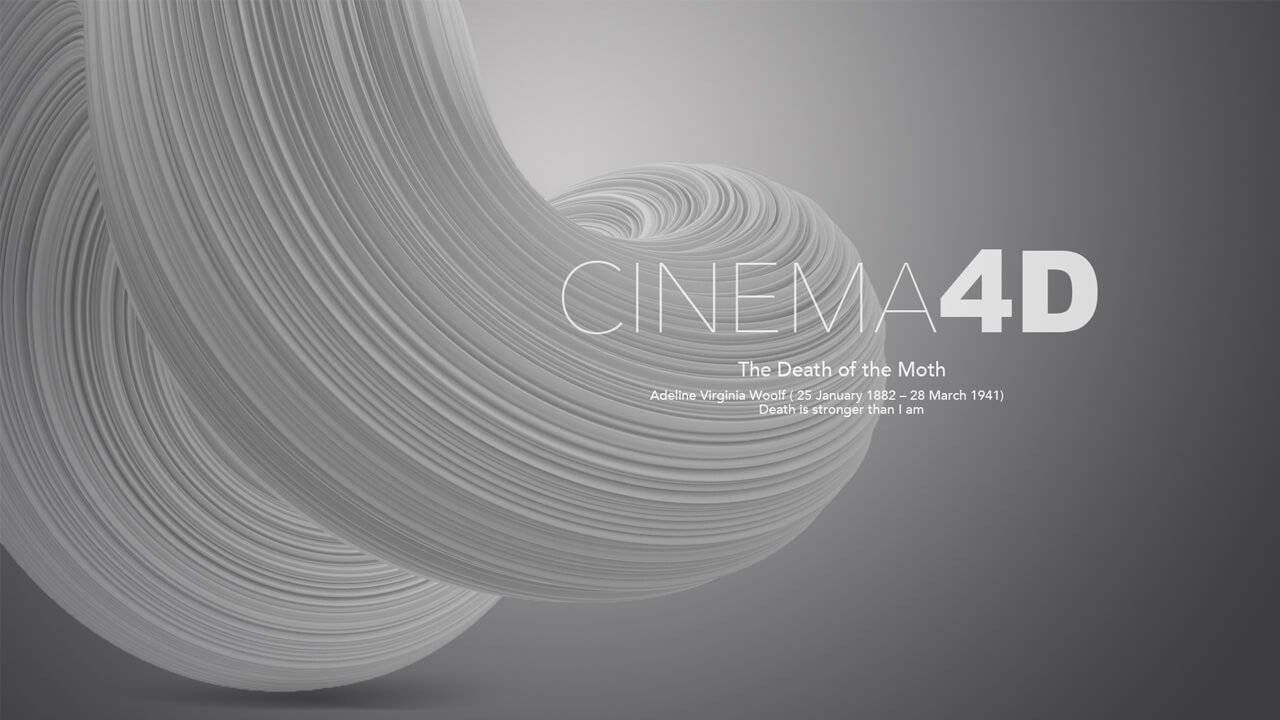 CINEMA4D
The Death of the Moth
Adeline Virginia Woolf ( 25 January 1882 – 28 March 1941)
Death is stronger than I am